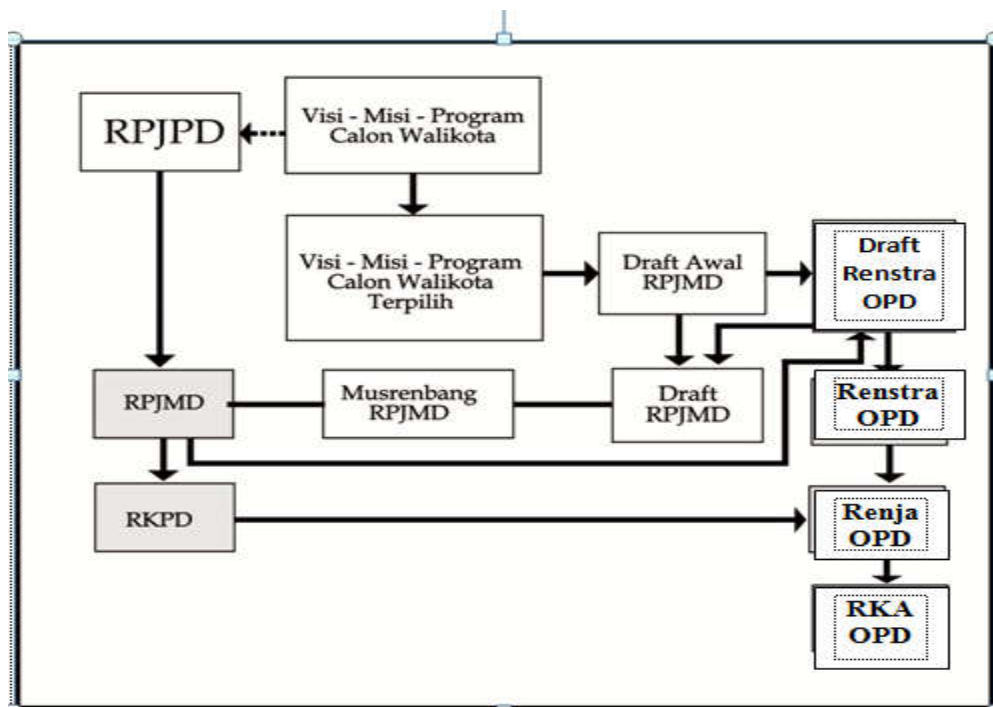 RPJPD
Visi - Misi - Program
Calon Walikota
Visi - Misi - Program
Calon Walikota
Terpilih
Draft Awal
RPJMD
Draft
Renstra
OPD
RPJMD
Musrenbang
RPJMD
Draft
RPJMD
Renstra
OPD
RKPD
Renja
OPD
RKA
OPD